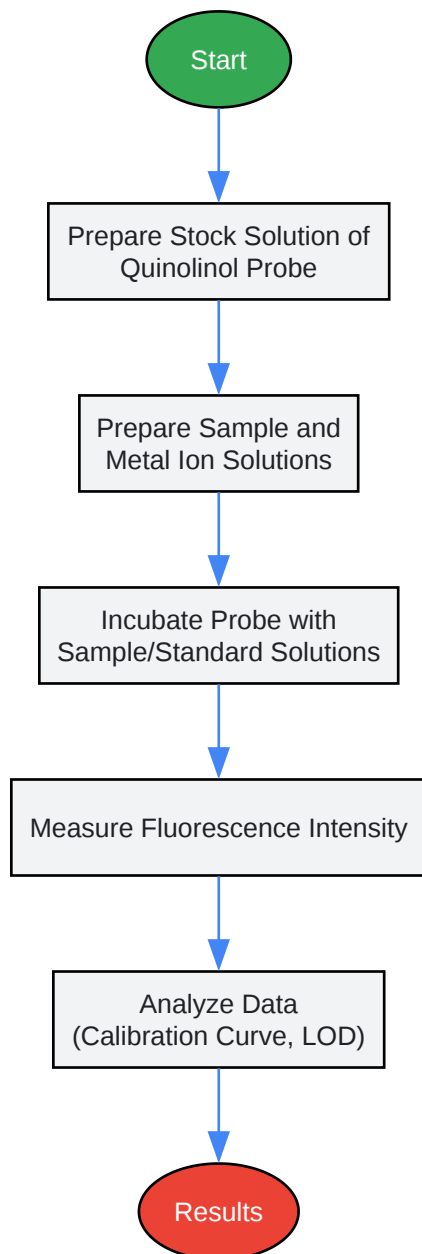 Start
Prepare Stock Solution of
Quinolinol Probe
Prepare Sample and
Metal Ion Solutions
Incubate Probe with
Sample/Standard Solutions
Measure Fluorescence Intensity
Analyze Data
(Calibration Curve, LOD)
Results